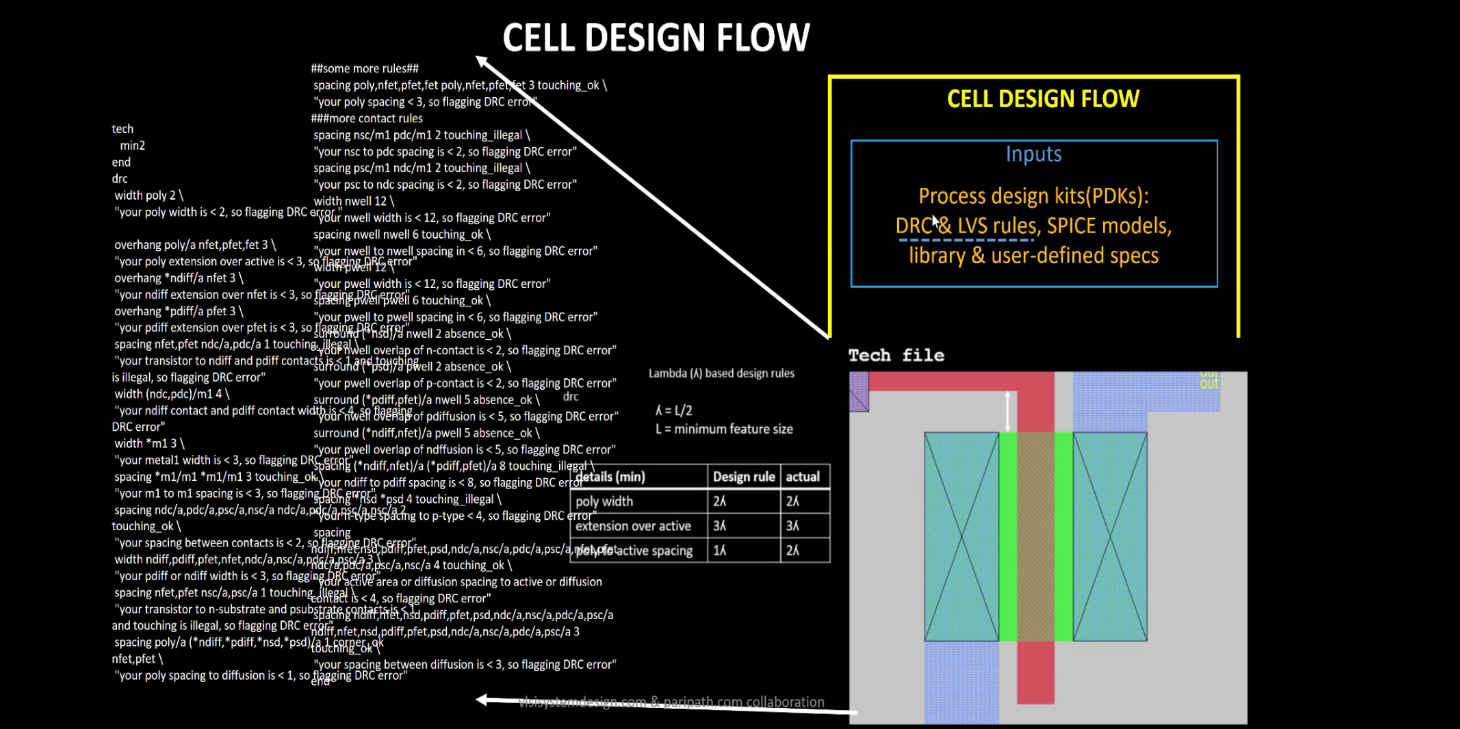 CELL DESIGN FLOW
tech
min2
end
drc
width poly 2 \
"your poly width is < 2, so flagging DRC error"
overhang poly/a nfet,pfet,fet 3 \
"your poly extension over active is < 3, so flagging DRC error"
overhang *ndiff/a nfet 3 \
"your ndiff extension over nfet is < 3, so flagging DRC error"
overhang *pdiff/a pfet 3 \
"your pdiff extension over pfet is < 3, so flagging DRC error"
spacing nfet,pfet ndc/a,pdc/a 1 touching_illegal \
"your transistor to ndiff and pdiff contacts is < 1 and touching
is illegal, so flagging DRC error"
width (ndc,pdc)/m1 4 \
"your ndiff contact and pdiff contact width is < 4, so flagging
DRC error"
width *m1 3 \
"your metal1 width is < 3, so flagging DRC error"
spacing *m1/m1 *m1/m1 3 touching_ok \
"your m1 to m1 spacing is < 3, so flagging DRC error"
spacing ndc/a,pdc/a,psc/a,nsc/a ndc/a,pdc/a,psc/a,nsc/a 2
touching_ok \
"your spacing between contacts is < 2, so flagging DRC error"
width ndiff,pdiff,pfet,nfet,ndc/a,nsc/a,pdc/a,psc/a 3 \
"your pdiff or ndiff width is < 3, so flagging DRC error"
spacing nfet,pfet nsc/a,psc/a 1 touching_illegal \
"your transistor to n-substrate and psubstrate contacts is < 1
and touching is illegal, so flagging DRC error"
spacing poly/a (*ndiff,*pdiff,*nsd,*psd)/a 1 corner_ok
nfet,pfet \
"your poly spacing to diffusion is < 1, so flagging DRC error"
##some more rules##
spacing poly,nfet,pfet,fet poly,nfet,pfet,fet 3 touching_ok \
"your poly spacing < 3, so flagging DRC error"
###more contact rules
spacing nsc/m1 pdc/m1 2 touching_illegal \
"your nsc to pdc spacing is < 2, so flagging DRC error"
spacing psc/m1 ndc/m1 2 touching_illegal \
"your psc to ndc spacing is < 2, so flagging DRC error"
width nwell 12 \
"your nwell width is < 12, so flagging DRC error"
spacing nwell nwell 6 touching_ok \
"your nwell to nwell spacing in < 6, so flagging DRC error"
width pwell 12 \
"your pwell width is < 12, so flagging DRC error"
spacing pwell pwell 6 touching_ok \
"your pwell to pwell spacing in < 6, so flagging DRC error"
surround (*nsd)/a nwell 2 absence_ok \
"your nwell overlap of n-contact is < 2, so flagging DRC error"
surround (*psd)/a pwell 2 absence_ok \
"your pwell overlap of p-contact is < 2, so flagging DRC error"
surround (*pdiff,pfet)/a nwell 5 absence_ok \
"your nwell overlap of pdiffusion is < 5, so flagging DRC error"
surround (*ndiff,nfet)/a pwell 5 absence_ok \
"your pwell overlap of ndffusion is < 5, so flagging DRC error"
spacing (*ndiff,nfet)/a (*pdiff,pfet)/a 8 touching_illegal \
"your ndiff to pdiff spacing is < 8, so flagging DRC error"
spacing *nsd *psd 4 touching_illegal \
"your n-type spacing to p-type < 4, so flagging DRC error"
spacing
ndiff,nfet,nsd,pdiff,pfet,psd,ndc/a,nsc/a,pdc/a,psc/a,nfet,pfet
ndc/a,pdc/a,psc/a,nsc/a 4 touching_ok \
"your active area or diffusion spacing to active or diffusion
contact is < 4, so flagging DRC error"
spacing ndiff,nfet,nsd,pdiff,pfet,psd,ndc/a,nsc/a,pdc/a,psc/a
ndiff,nfet,nsd,pdiff,pfet,psd,ndc/a,nsc/a,pdc/a,psc/a 3
touching_ok \
"your spacing between diffusion is < 3, so flagging DRC error"
end
drc
Lambda (ʎ) based design rules
ʎ = L/2
L = minimum feature size
details (min) Design rule actual
poly width 2ʎ 2ʎ
extension over active 3ʎ 3ʎ
poly to active spacing 1ʎ 2ʎ
CELL DESIGN FLOW
Inputs
Process design kits(PDKs):
DRC & LVS rules, SPICE models,
library & user-defined specs
Tech file
out
vlsisystemdesign.com & paripath.com collaboration